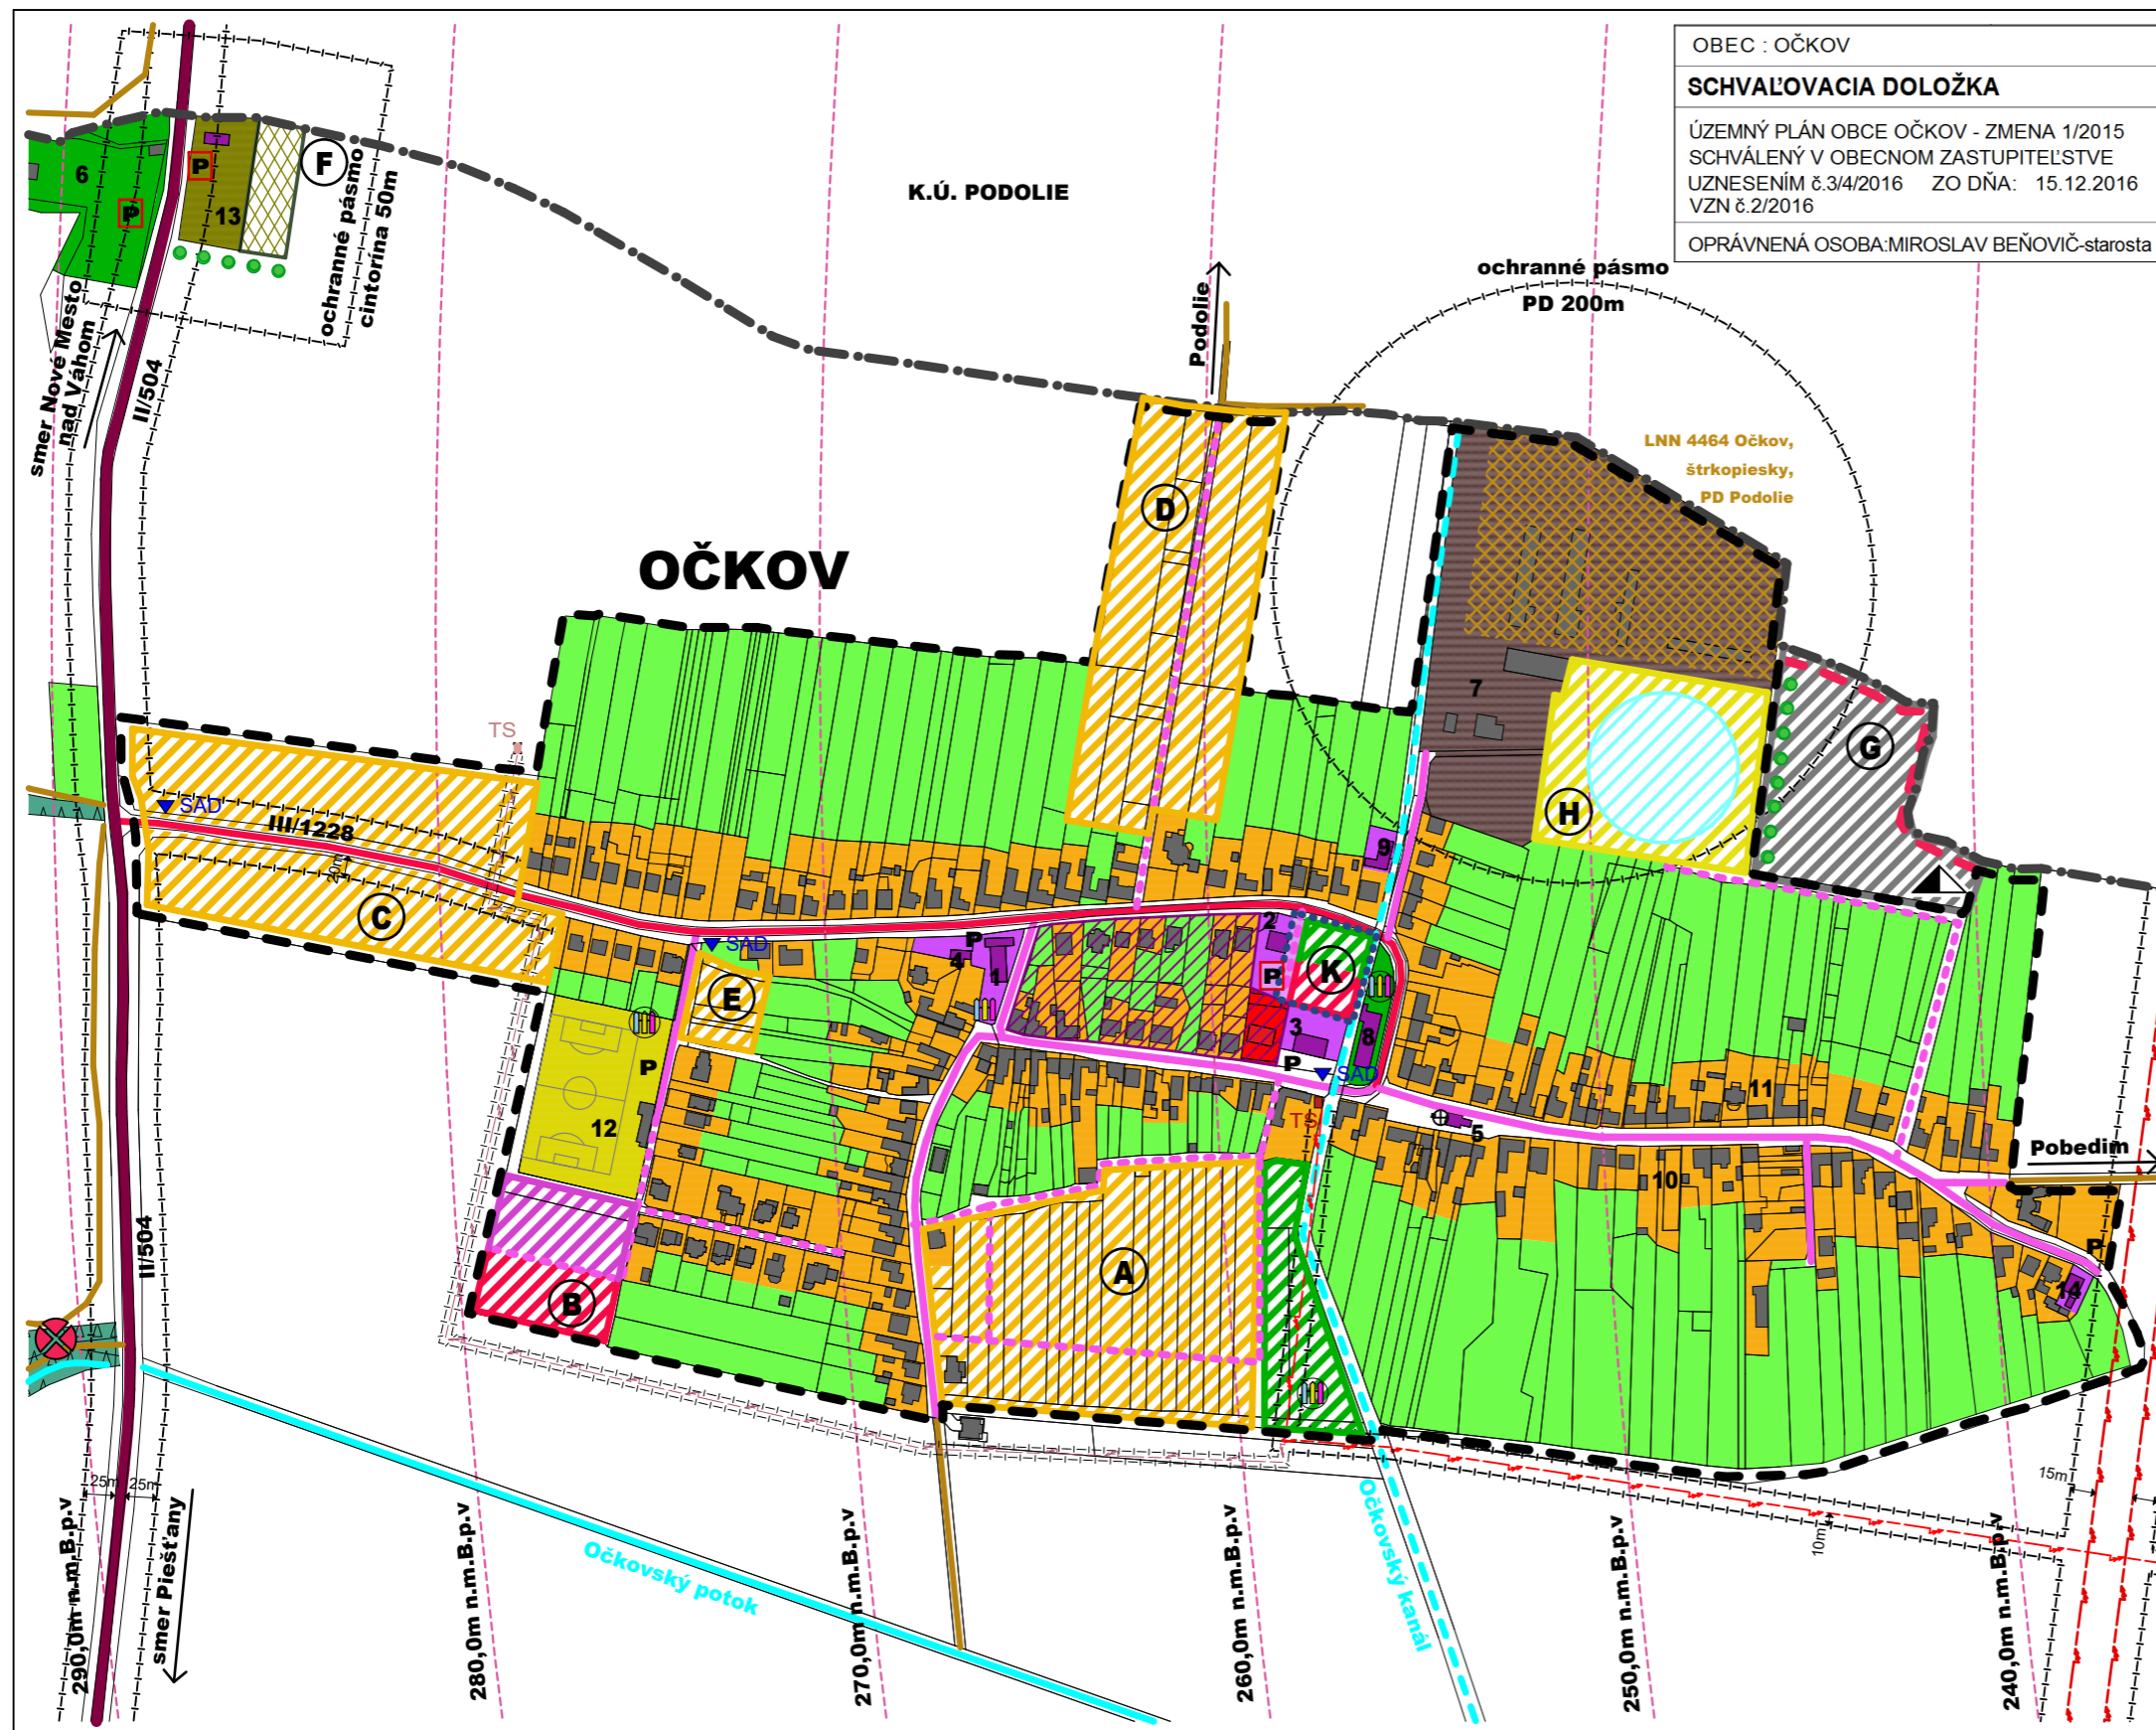 OBEC : OČKOV
SCHVAĽOVACIA DOLOŽKA
ÚZEMNÝ PLÁN OBCE OČKOV - ZMENA 1/2015
SCHVÁLENÝ V OBECNOM ZASTUPITEĽSTVE
UZNESENÍM č.3/4/2016 ZO DŇA: 15.12.2016
VZN č.2/2016
OPRÁVNENÁ OSOBA:MIROSLAV BEŇOVIČ-starosta
K.Ú. PODOLIE
6
P
P
13
F
ochranné pásmo
cintorína 50m
smer Nové Mesto
nad Váhom
II/504
Podolie
ochranné pásmo
PD 200m
LNN 4464 Očkov,
štrkopiesky,
PD Podolie
D
OČKOV
7
G
H
TS
SAD
III/1228
20m
C
9
SAD
P
4
1
2
P
K
E
3
8
P
SAD
P
12
TS
5
11
10
Pobedim
P
14
B
A
II/504
25m
25m
smer Piešťany
Očkovský potok
Očkovský kanál
15m
10m
290,0m n.m.B.p.v
280,0m n.m.B.p.v
270,0m n.m.B.p.v
260,0m n.m.B.p.v
250,0m n.m.B.p.v
240,0m n.m.B.p.v